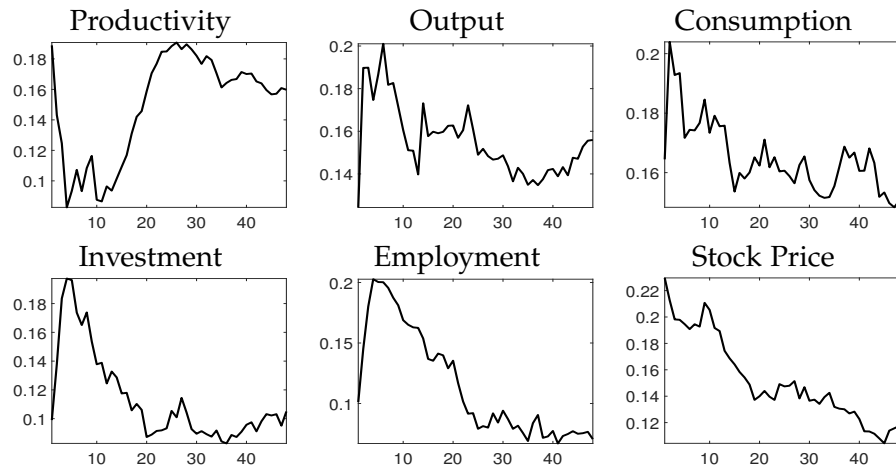 Productivity Output Consumption
0.18 0.2 0.2
0.16 0.18 0.18
0.14 0.16 0.16
0.12 0.14
0.1
10 20 30 40 10 20 30 40 10 20 30 40
Investment Employment Stock Price
0.18 0.2 0.22
0.16 0.15 0.2
0.14 0.1 0.18
0.12 0.16
0.1 0.14
0.12
10 20 30 40 10 20 30 40 10 20 30 40